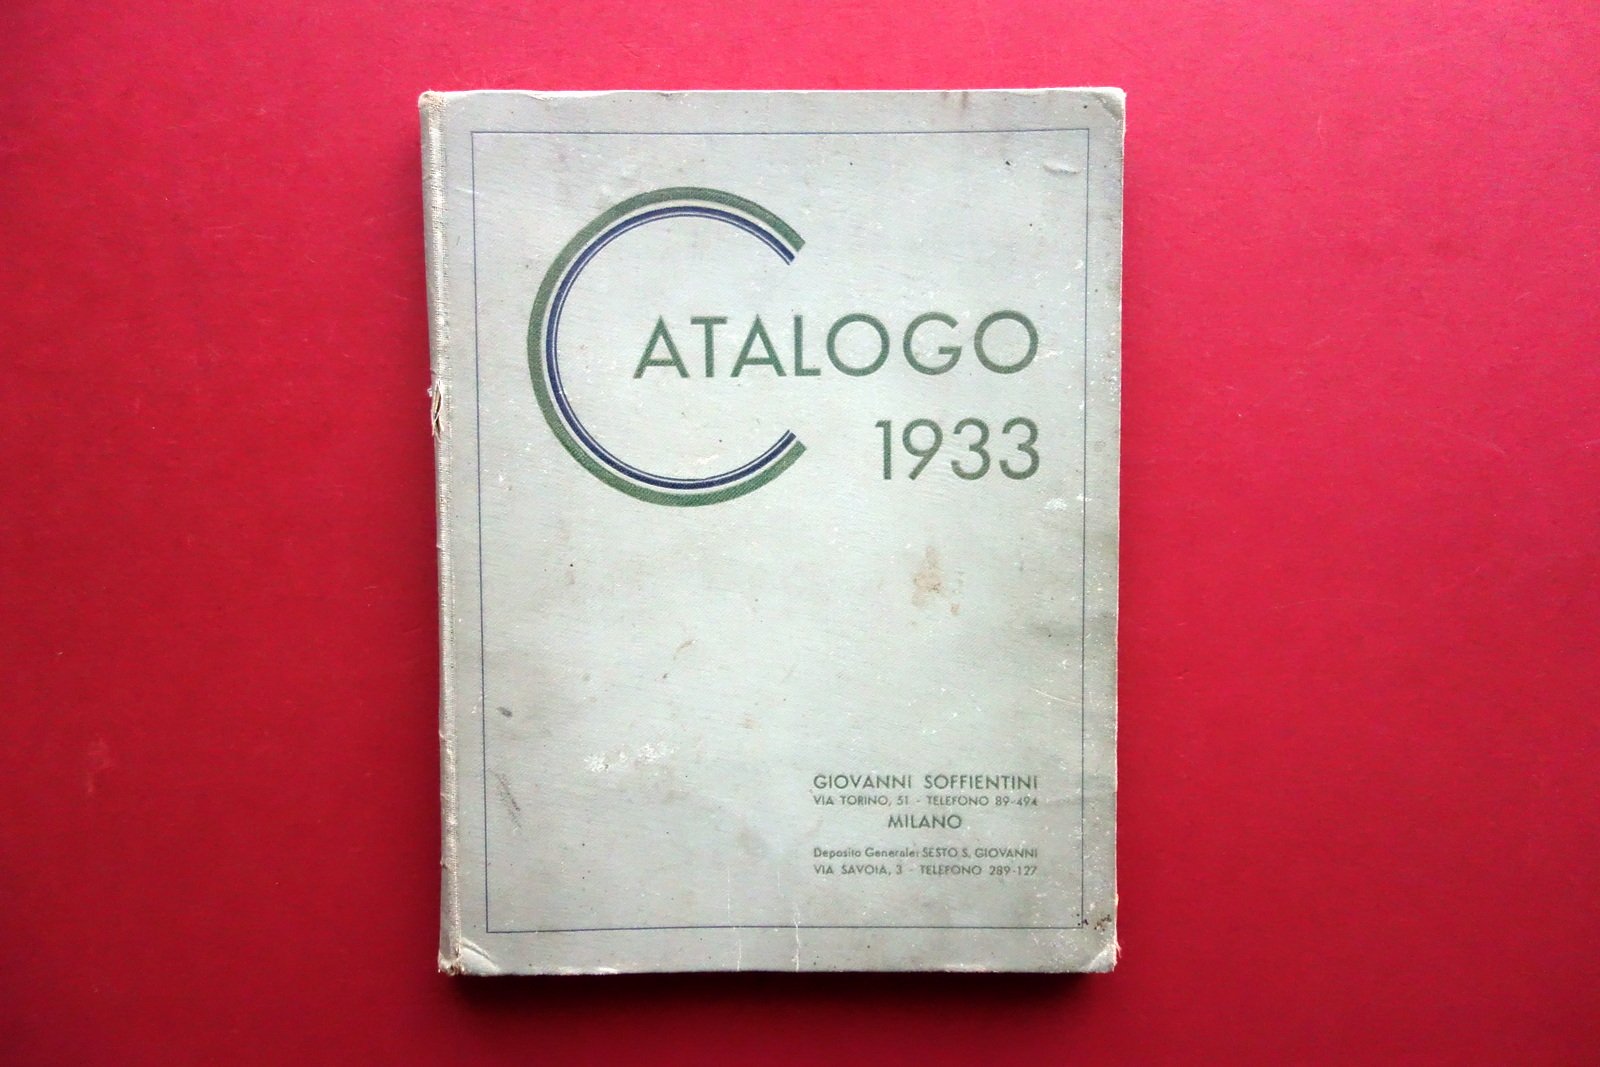 CATALOGO
1933
GIOVANNI SOFFIENTINI
VIA TORINO, 51 - TELEFONO 89-494
MILANO
Deposito Generale: SESTO S. GIOVANNI
VIA SAVOIA, 3 - TELEFONO 289-127